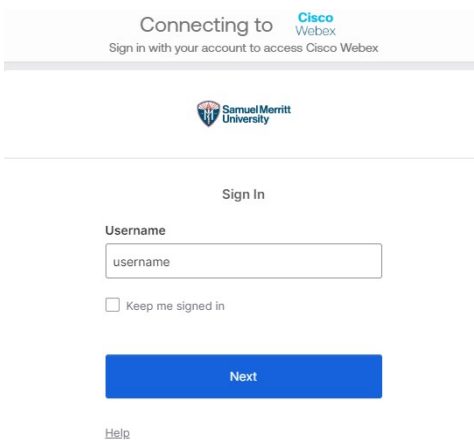 Connecting to Cisco Webex
Sign in with your account to access Cisco Webex
Samuel Merritt
University
Sign In
Username
username
Keep me signed in
Next
Help